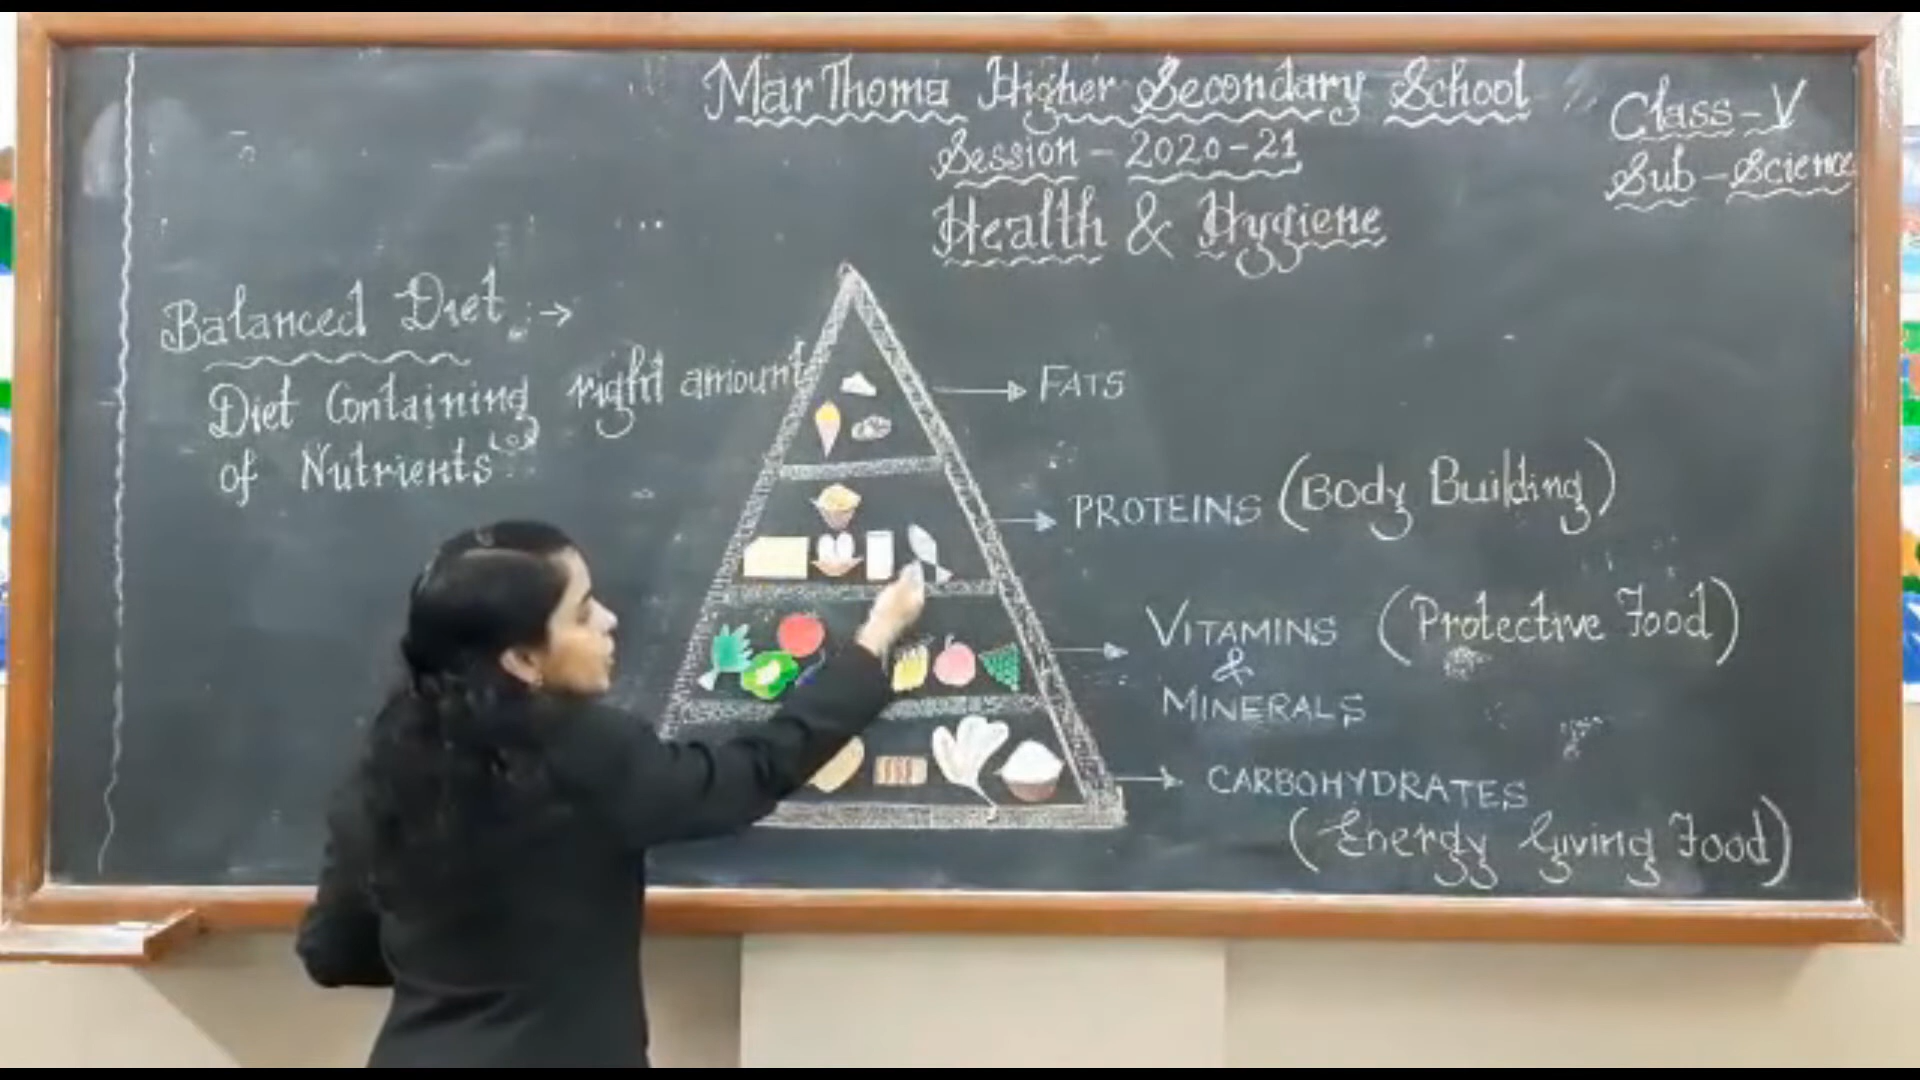 Mar Thoma Higher Secondary School
Session - 2020-21
Health & Hygiene
Class - V
Sub - Science
Balanced Diet :→
Diet Containing right amount
of Nutrients
FATS
PROTEINS (Body Building)
VITAMINS (Protective Food)
&
MINERALS
CARBOHYDRATES
(Energy Giving Food)